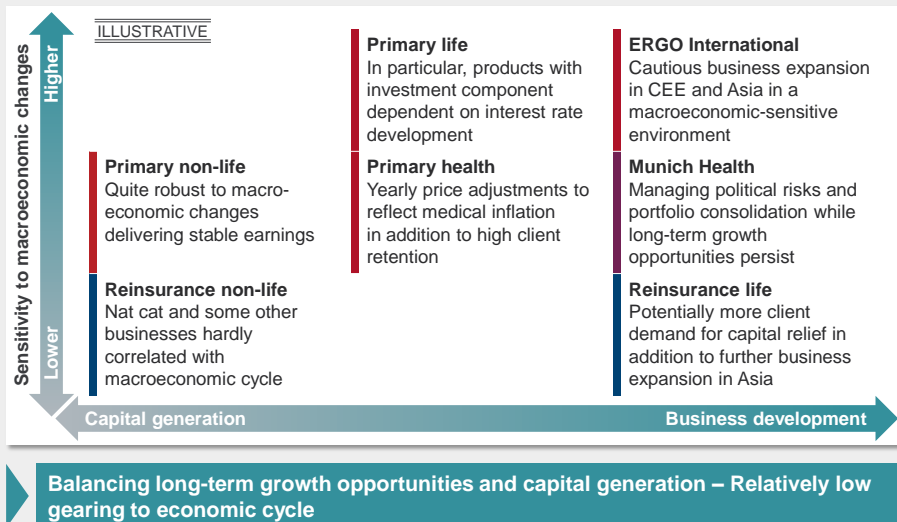 ILLUSTRATIVE
Sensitivity to macroeconomic changes
Higher
Lower
Primary life
In particular, products with
investment component
dependent on interest rate
development
ERGO International
Cautious business expansion
in CEE and Asia in a
macroeconomic-sensitive
environment
Primary non-life
Quite robust to macro-
economic changes
delivering stable earnings
Primary health
Yearly price adjustments to
reflect medical inflation
in addition to high client
retention
Munich Health
Managing political risks and
portfolio consolidation while
long-term growth
opportunities persist
Reinsurance non-life
Nat cat and some other
businesses hardly
correlated with
macroeconomic cycle
Reinsurance life
Potentially more client
demand for capital relief in
addition to further business
expansion in Asia
Capital generation
Business development
Balancing long-term growth opportunities and capital generation – Relatively low
gearing to economic cycle